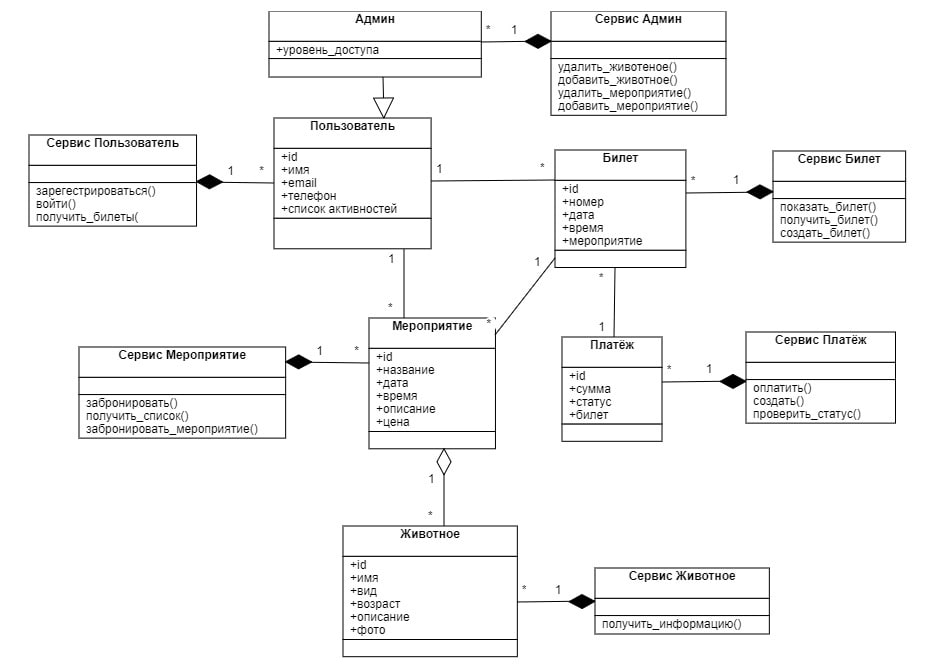 Админ
+уровень_доступа
* 1
Сервис Админ
удалить_животеное()
добавить_животное()
удалить_мероприятие()
добавить_мероприятие()
Сервис Пользователь
зарегестрироваться()
войти()
получить_билеты(
1 *
Пользователь
+id
+имя
+email
+телефон
+список активностей
1 *
Билет
+id
+номер
+дата
+время
+мероприятие
* 1
Сервис Билет
показать_билет()
получить_билет()
создать_билет()
1
*
1
*
*
1
Сервис Мероприятие
забронировать()
получить_список()
забронировать_мероприятие()
1 *
Мероприятие
+id
+название
+дата
+время
+описание
+цена
Платёж
+id
+сумма
+статус
+билет
* 1
Сервис Платёж
оплатить()
создать()
проверить_статус()
1
*
Животное
+id
+имя
+вид
+возраст
+описание
+фото
* 1
Сервис Животное
получить_информацию()